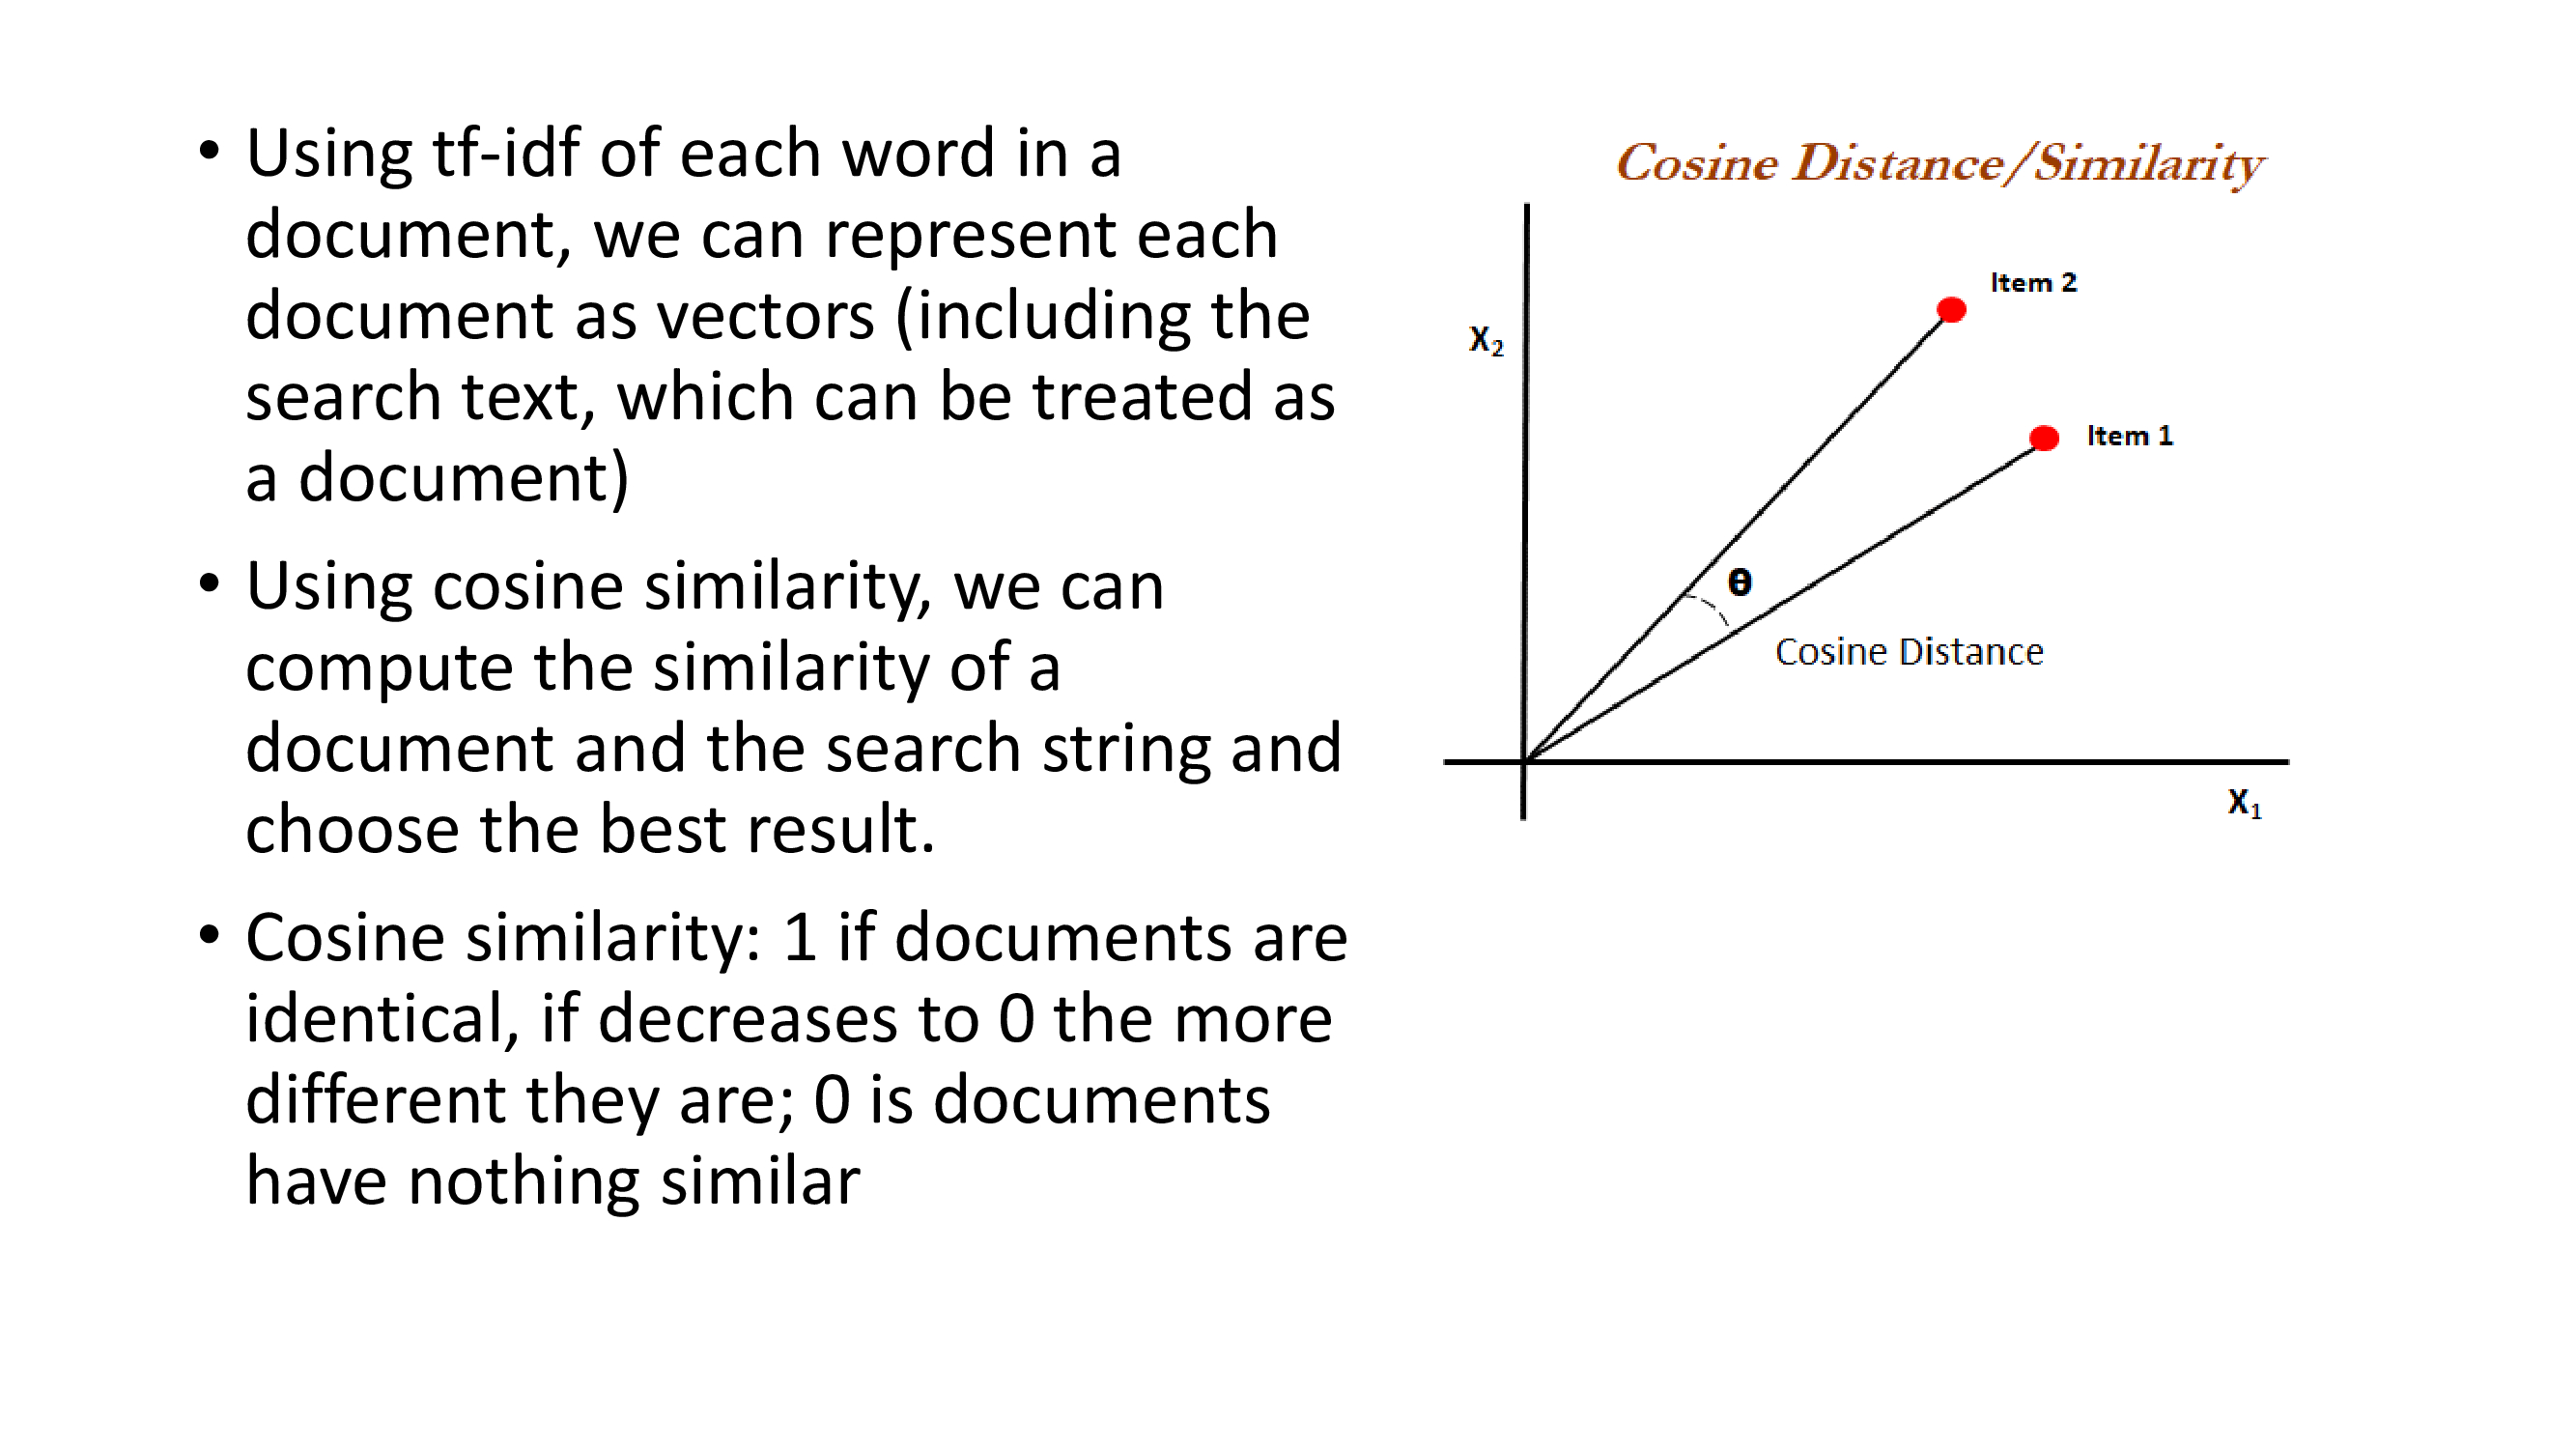 • Using tf-idf of each word in a
document, we can represent each
document as vectors (including the
search text, which can be treated as
a document)
• Using cosine similarity, we can
compute the similarity of a
document and the search string and
choose the best result.
• Cosine similarity: 1 if documents are
identical, if decreases to 0 the more
different they are; 0 is documents
have nothing similar
Cosine Distance/Similarity
Item 2
X₂
Item 1
θ
Cosine Distance
X₁